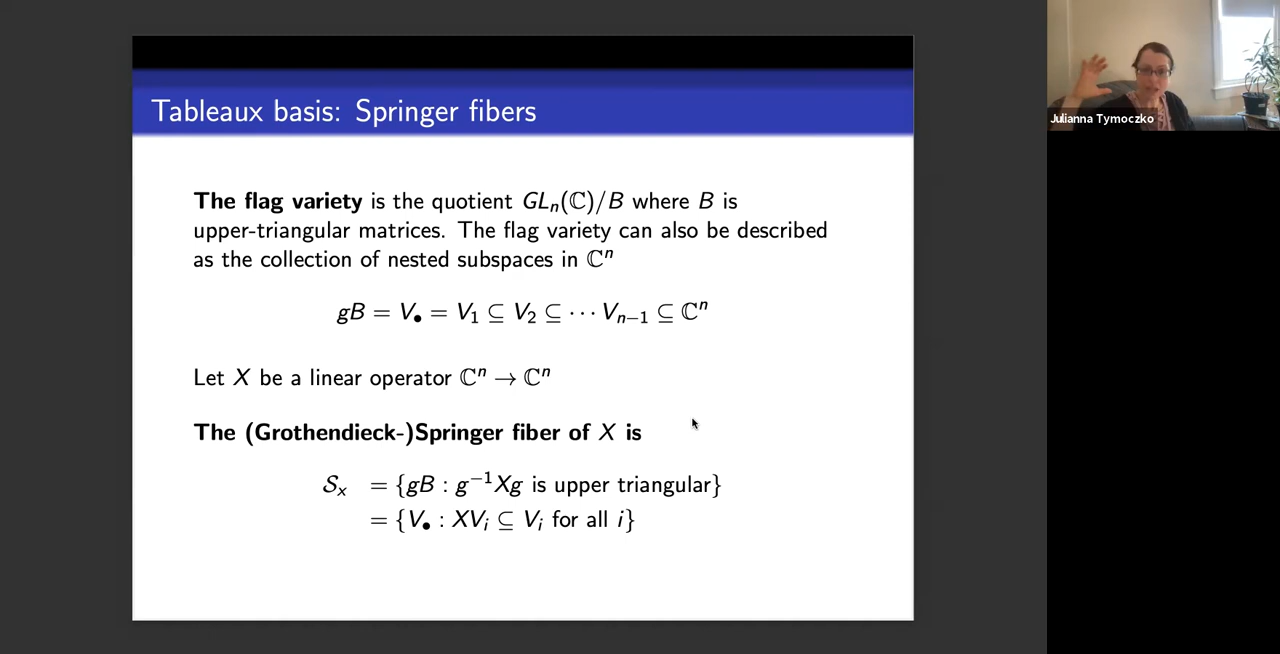 Tableaux basis: Springer fibers
The flag variety is the quotient GLₙ(ℂ)/B where B is
upper-triangular matrices. The flag variety can also be described
as the collection of nested subspaces in ℂⁿ
gB = V• = V₁ ⊆ V₂ ⊆ ··· Vₙ₋₁ ⊆ ℂⁿ
Let X be a linear operator ℂⁿ → ℂⁿ
The (Grothendieck-)Springer fiber of X is
𝒮ₓ = {gB : g⁻¹Xg is upper triangular}
= {V• : XVᵢ ⊆ Vᵢ for all i}
Julianna Tymoczko